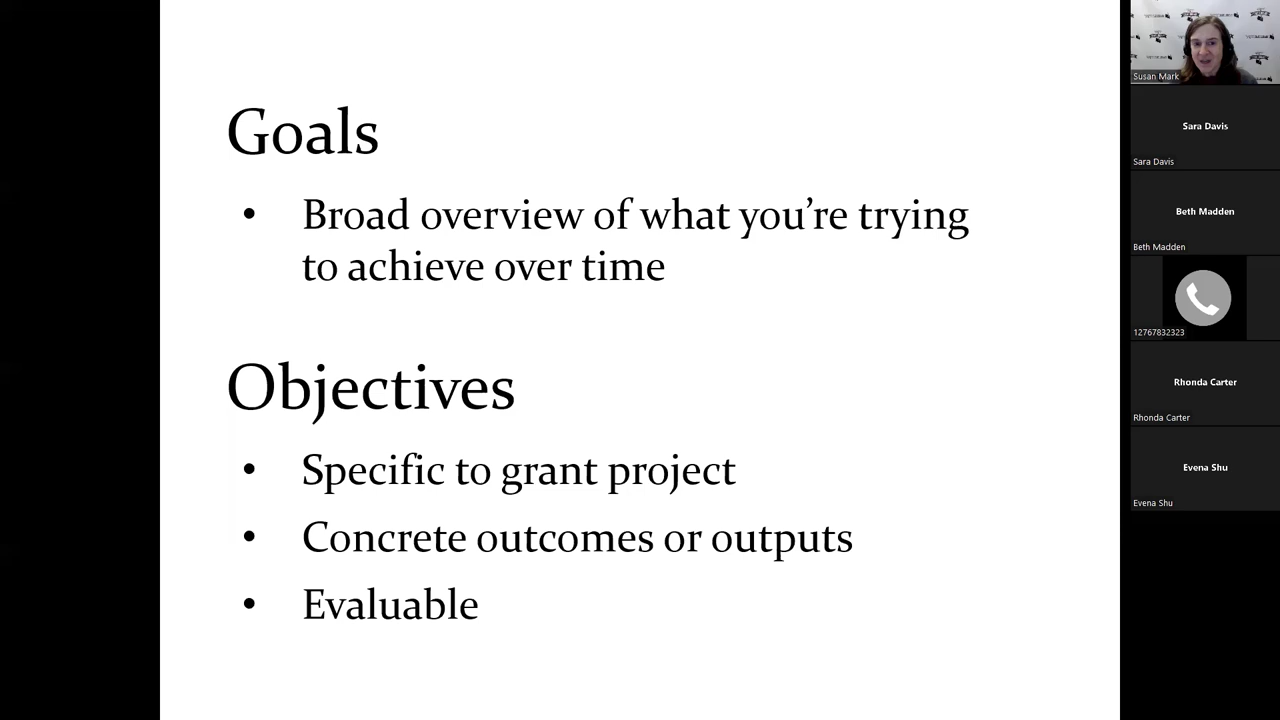 Goals
• Broad overview of what you’re trying
to achieve over time
Objectives
• Specific to grant project
• Concrete outcomes or outputs
• Evaluable
Susan Mark
Sara Davis
Sara Davis
Beth Madden
Beth Madden
12767832323
Rhonda Carter
Rhonda Carter
Evena Shu
Evena Shu